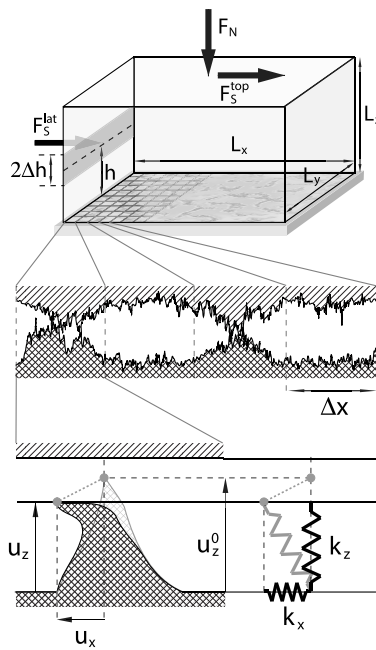 F_N
F_S^top
F_S^lat
L_x
L_z
L_y
2Δh
h
Δx
u_z
u_z^0
k_z
k_x
u_x